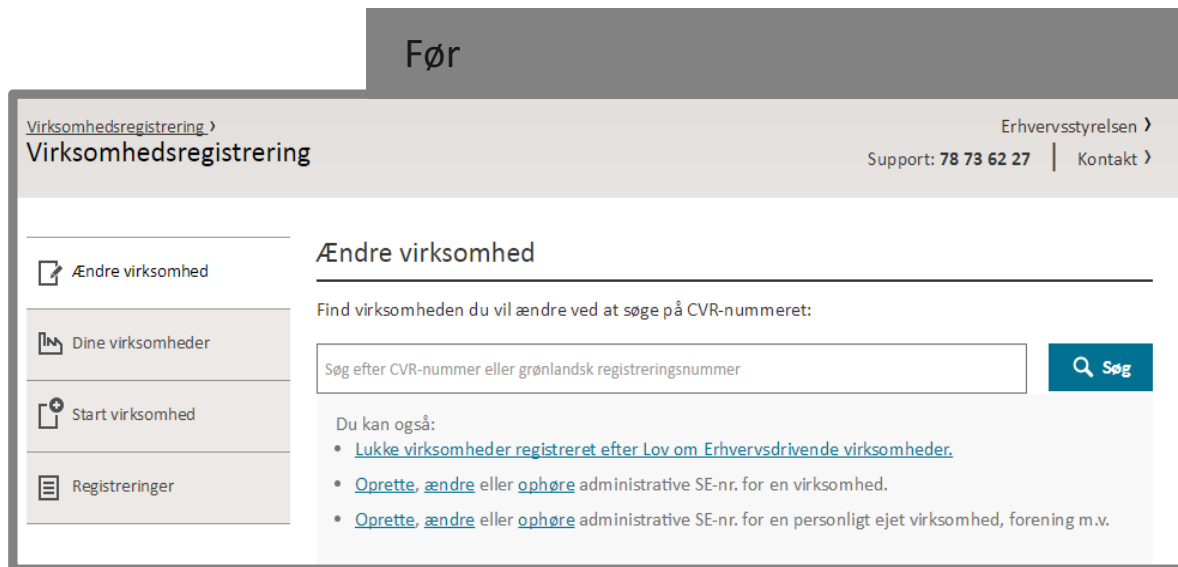 Før
Virksomhedsregistrering ›
Virksomhedsregistrering
Erhvervsstyrelsen ›
Support: 78 73 62 27 | Kontakt ›
Ændre virksomhed
Dine virksomheder
Start virksomhed
Registreringer
Ændre virksomhed
Find virksomheden du vil ændre ved at søge på CVR-nummeret:
Søg efter CVR-nummer eller grønlandsk registreringsnummer
Søg
Du kan også:
• Lukke virksomheder registreret efter Lov om Erhvervsdrivende virksomheder.
• Oprette, ændre eller ophøre administrative SE-nr. for en virksomhed.
• Oprette, ændre eller ophøre administrative SE-nr. for en personligt ejet virksomhed, forening m.v.